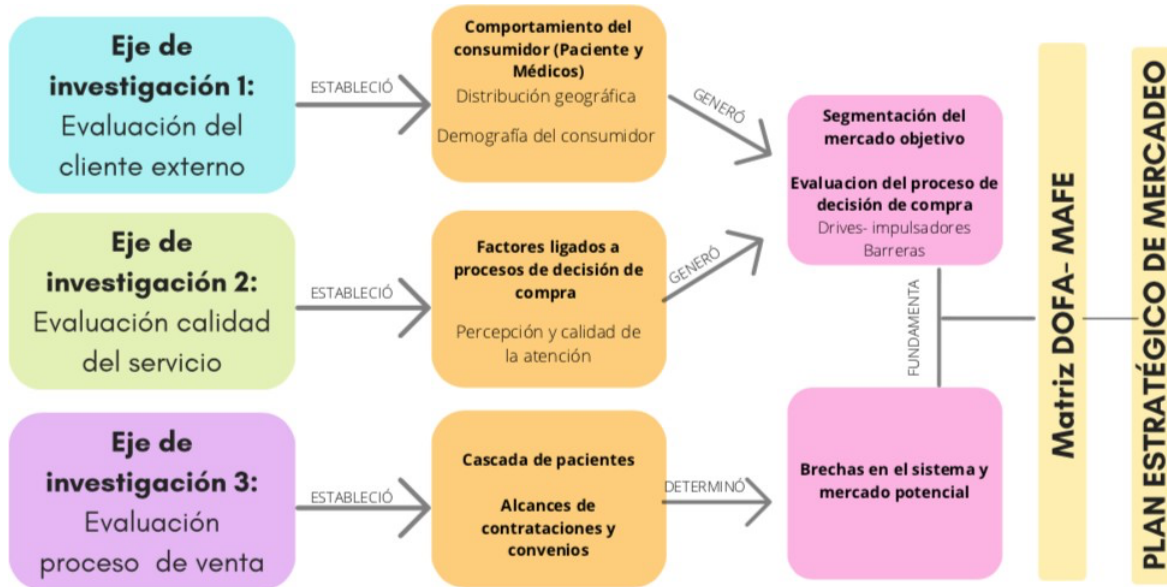 Eje de
investigación 1:
Evaluación del
cliente externo
ESTABLECIÓ
Comportamiento del
consumidor (Paciente y
Médicos)
Distribución geográfica
Demografía del consumidor
GENERÓ
Eje de
investigación 2:
Evaluación calidad
del servicio
ESTABLECIÓ
Factores ligados a
procesos de decisión de
compra
Percepción y calidad de
la atención
GENERÓ
Segmentación del
mercado objetivo
Evaluacion del proceso de
decisión de compra
Drives- impulsadores
Barreras
Eje de
investigación 3:
Evaluación
proceso de venta
ESTABLECIÓ
Cascada de pacientes
Alcances de
contrataciones y
convenios
DETERMINÓ
Brechas en el sistema y
mercado potencial
FUNDAMENTA
Matriz DOFA- MAFE
PLAN ESTRATÉGICO DE MERCADEO